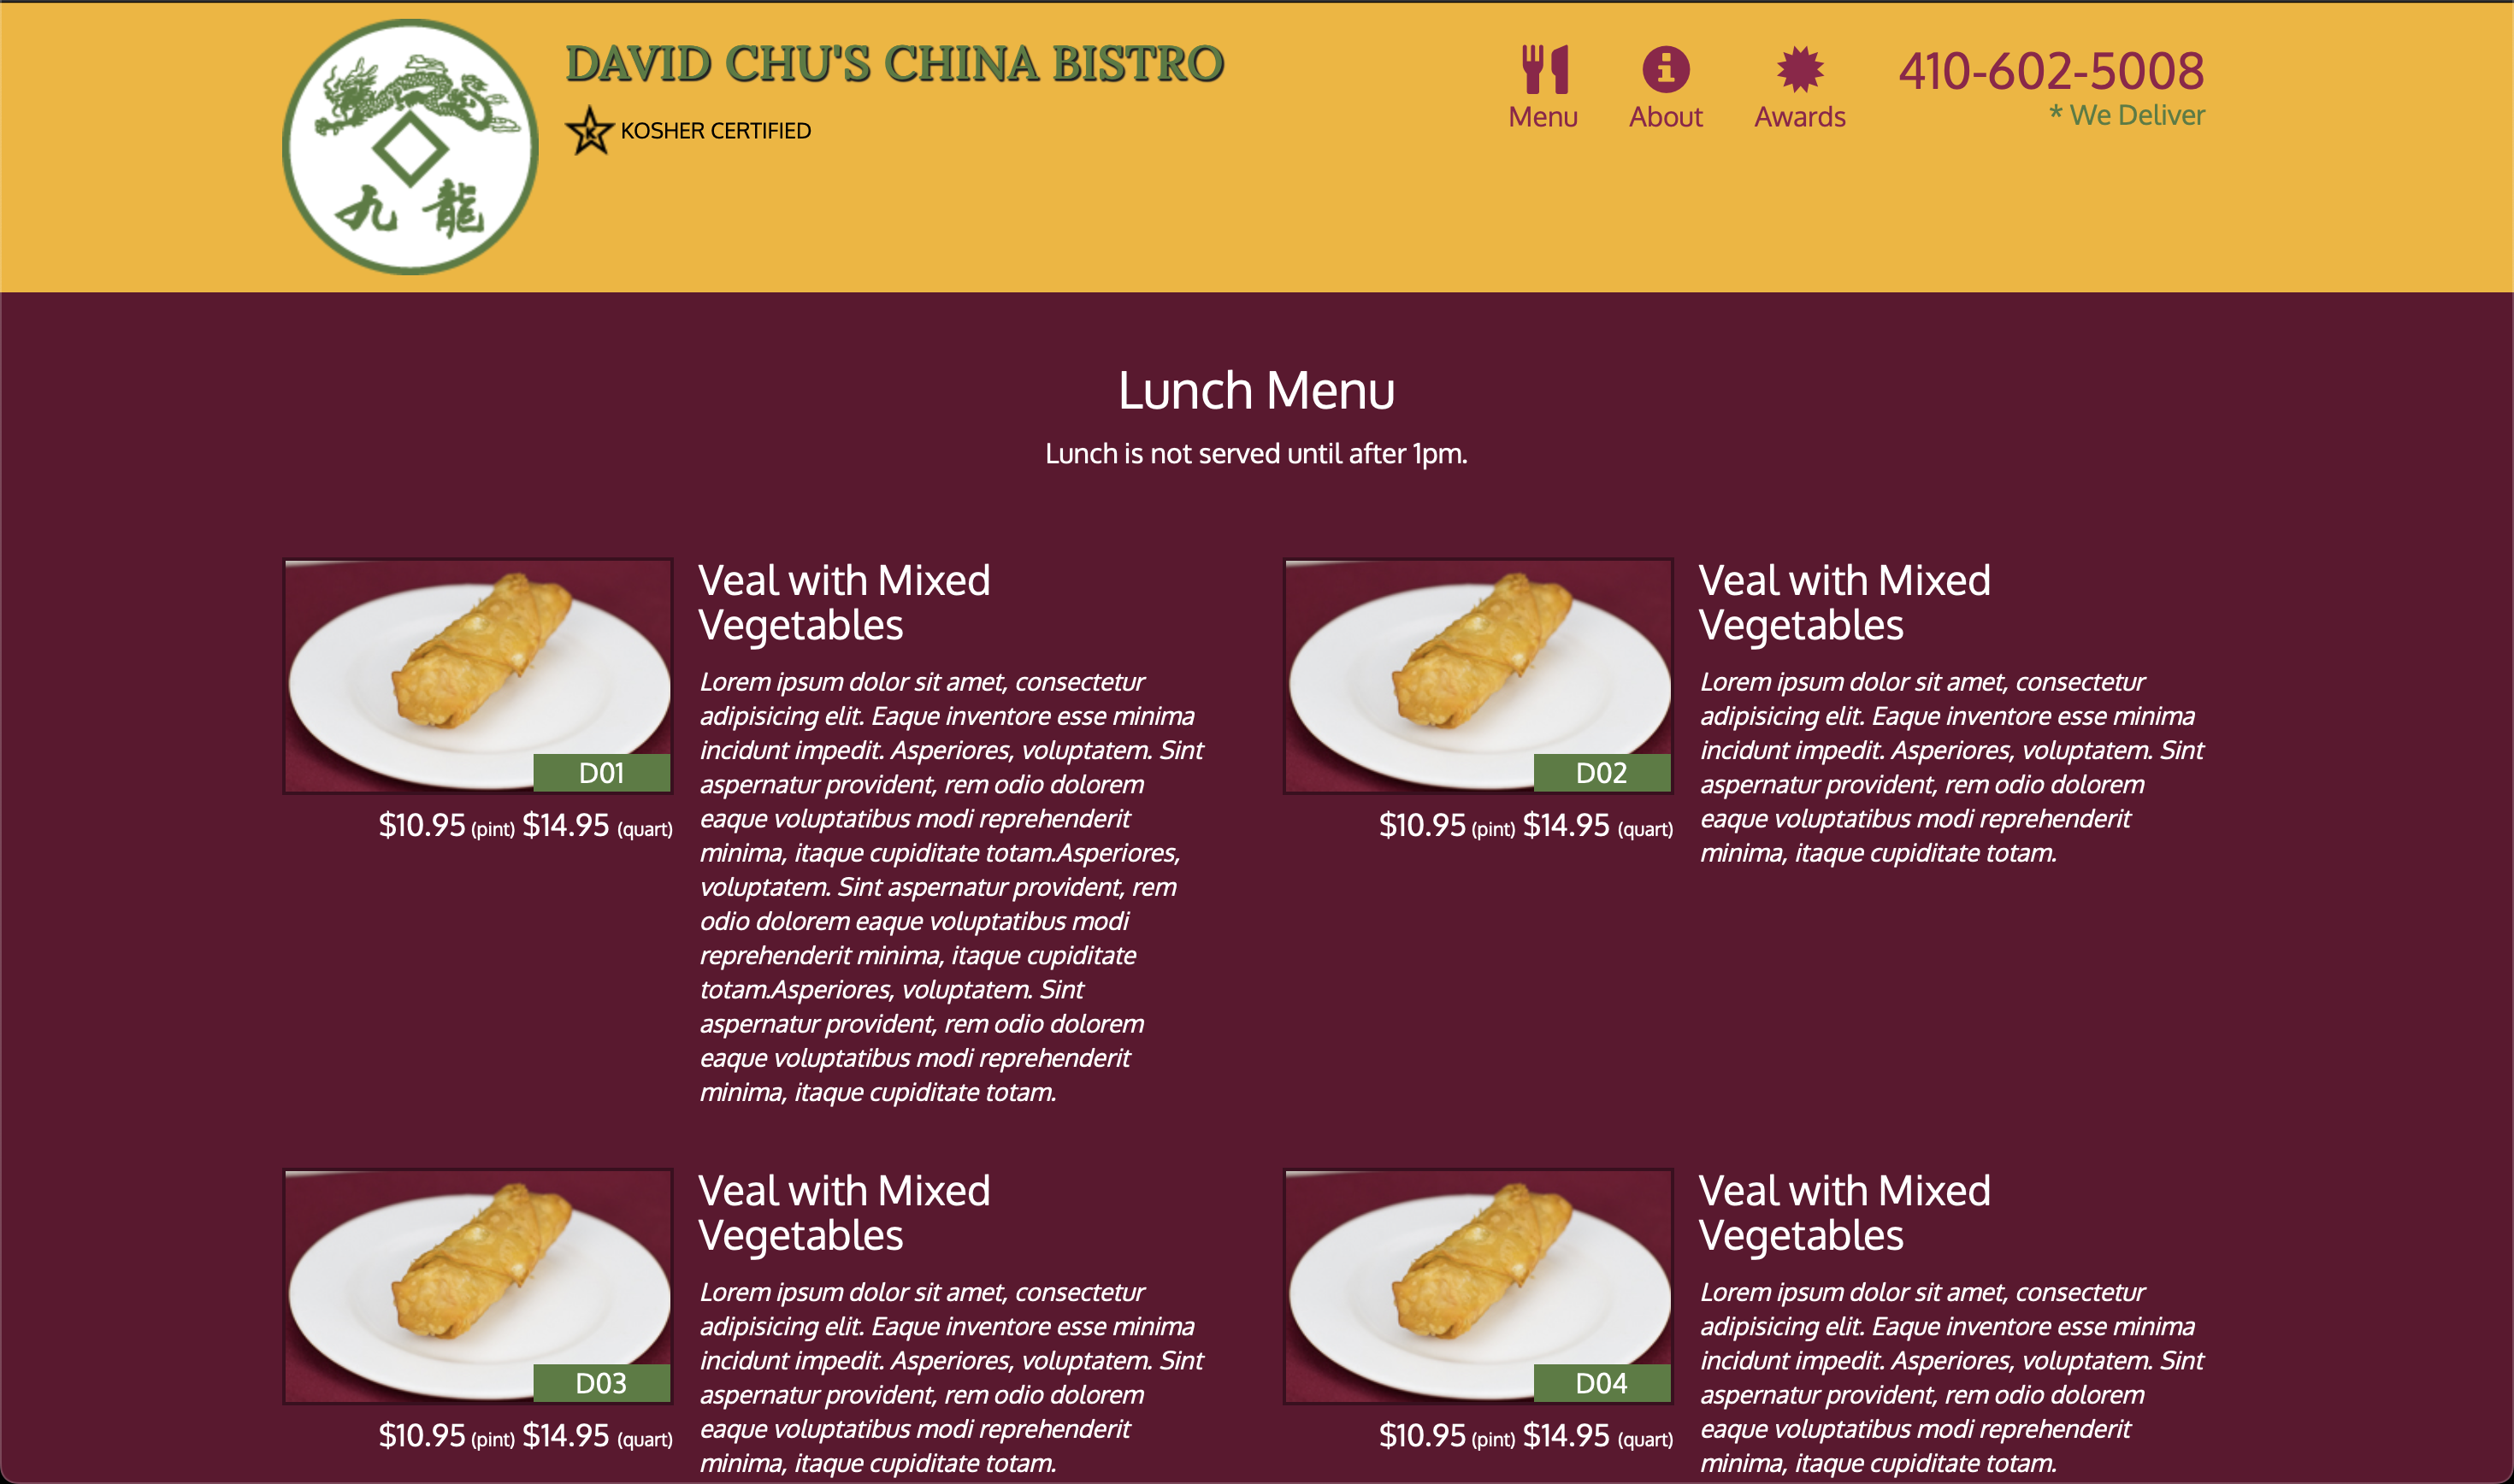 九 龍
DAVID CHU'S CHINA BISTRO
K
KOSHER CERTIFIED
Menu
About
Awards
410-602-5008
* We Deliver
Lunch Menu
Lunch is not served until after 1pm.
D01
$10.95 (pint) $14.95 (quart)
Veal with Mixed
Vegetables
Lorem ipsum dolor sit amet, consectetur
adipisicing elit. Eaque inventore esse minima
incidunt impedit. Asperiores, voluptatem. Sint
aspernatur provident, rem odio dolorem
eaque voluptatibus modi reprehenderit
minima, itaque cupiditate totam.Asperiores,
voluptatem. Sint aspernatur provident, rem
odio dolorem eaque voluptatibus modi
reprehenderit minima, itaque cupiditate
totam.Asperiores, voluptatem. Sint
aspernatur provident, rem odio dolorem
eaque voluptatibus modi reprehenderit
minima, itaque cupiditate totam.
D02
$10.95 (pint) $14.95 (quart)
Veal with Mixed
Vegetables
Lorem ipsum dolor sit amet, consectetur
adipisicing elit. Eaque inventore esse minima
incidunt impedit. Asperiores, voluptatem. Sint
aspernatur provident, rem odio dolorem
eaque voluptatibus modi reprehenderit
minima, itaque cupiditate totam.
D03
$10.95 (pint) $14.95 (quart)
Veal with Mixed
Vegetables
Lorem ipsum dolor sit amet, consectetur
adipisicing elit. Eaque inventore esse minima
incidunt impedit. Asperiores, voluptatem. Sint
aspernatur provident, rem odio dolorem
eaque voluptatibus modi reprehenderit
minima, itaque cupiditate totam.
D04
$10.95 (pint) $14.95 (quart)
Veal with Mixed
Vegetables
Lorem ipsum dolor sit amet, consectetur
adipisicing elit. Eaque inventore esse minima
incidunt impedit. Asperiores, voluptatem. Sint
aspernatur provident, rem odio dolorem
eaque voluptatibus modi reprehenderit
minima, itaque cupiditate totam.